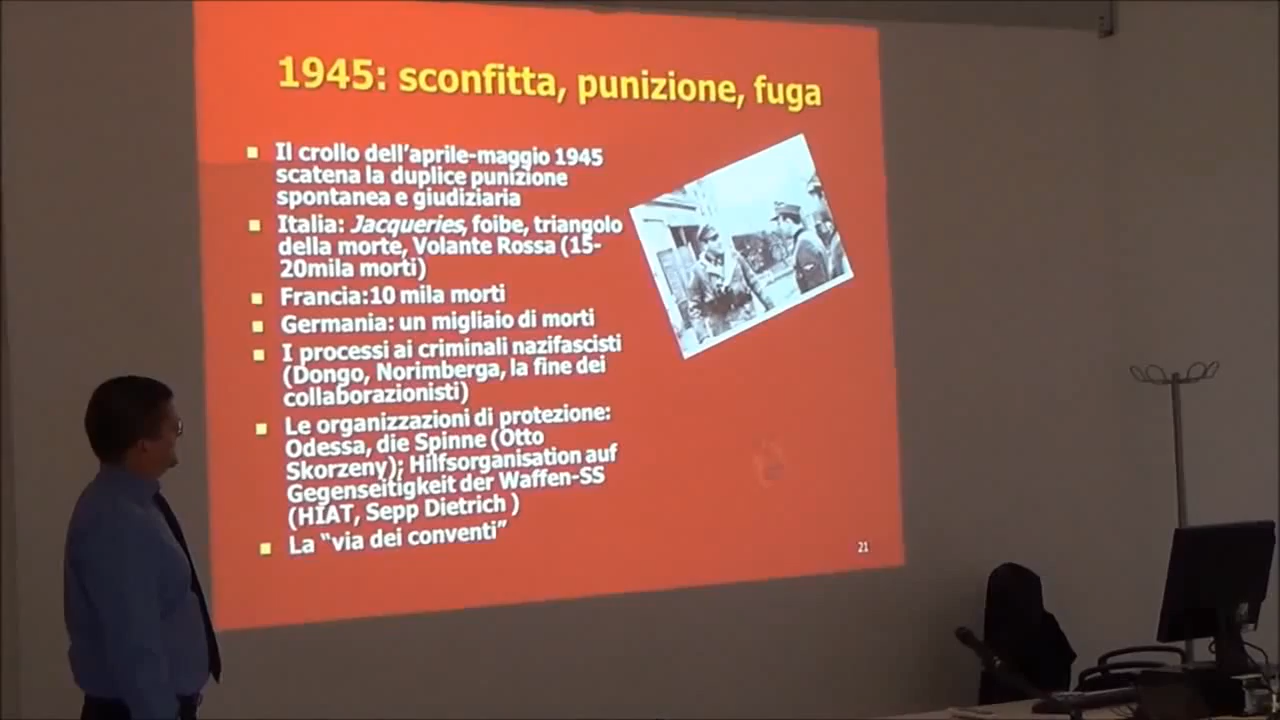 1945: sconfitta, punizione, fuga
Il crollo dell'aprile-maggio 1945
scatena la duplice punizione
spontanea e giudiziaria
Italia: Jacqueries, foibe, triangolo
della morte, Volante Rossa (15-
20mila morti)
Francia:10 mila morti
Germania: un migliaio di morti
I processi ai criminali nazifascisti
(Dongo, Norimberga, la fine dei
collaborazionisti)
Le organizzazioni di protezione:
Odessa, die Spinne (Otto
Skorzeny); Hilfsorganisation auf
Gegenseitigkeit der Waffen-SS
(HIAT, Sepp Dietrich )
La "via dei conventi"
21